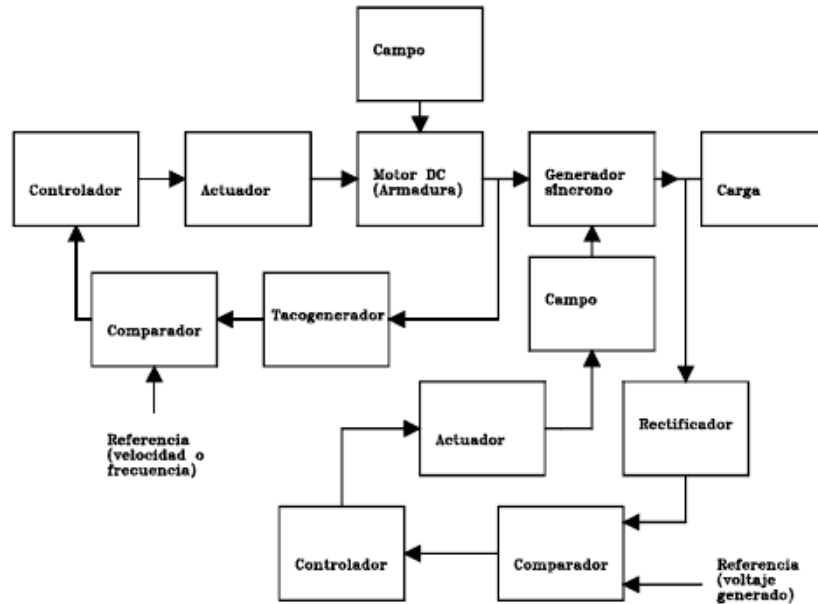 Campo
Controlador
Actuador
Motor DC
(Armadura)
Generador
síncrono
Carga
Comparador
Tacogenerador
Campo
Referencia
(velocidad o
frecuencia)
Actuador
Rectificador
Controlador
Comparador
Referencia
(voltaje
generado)